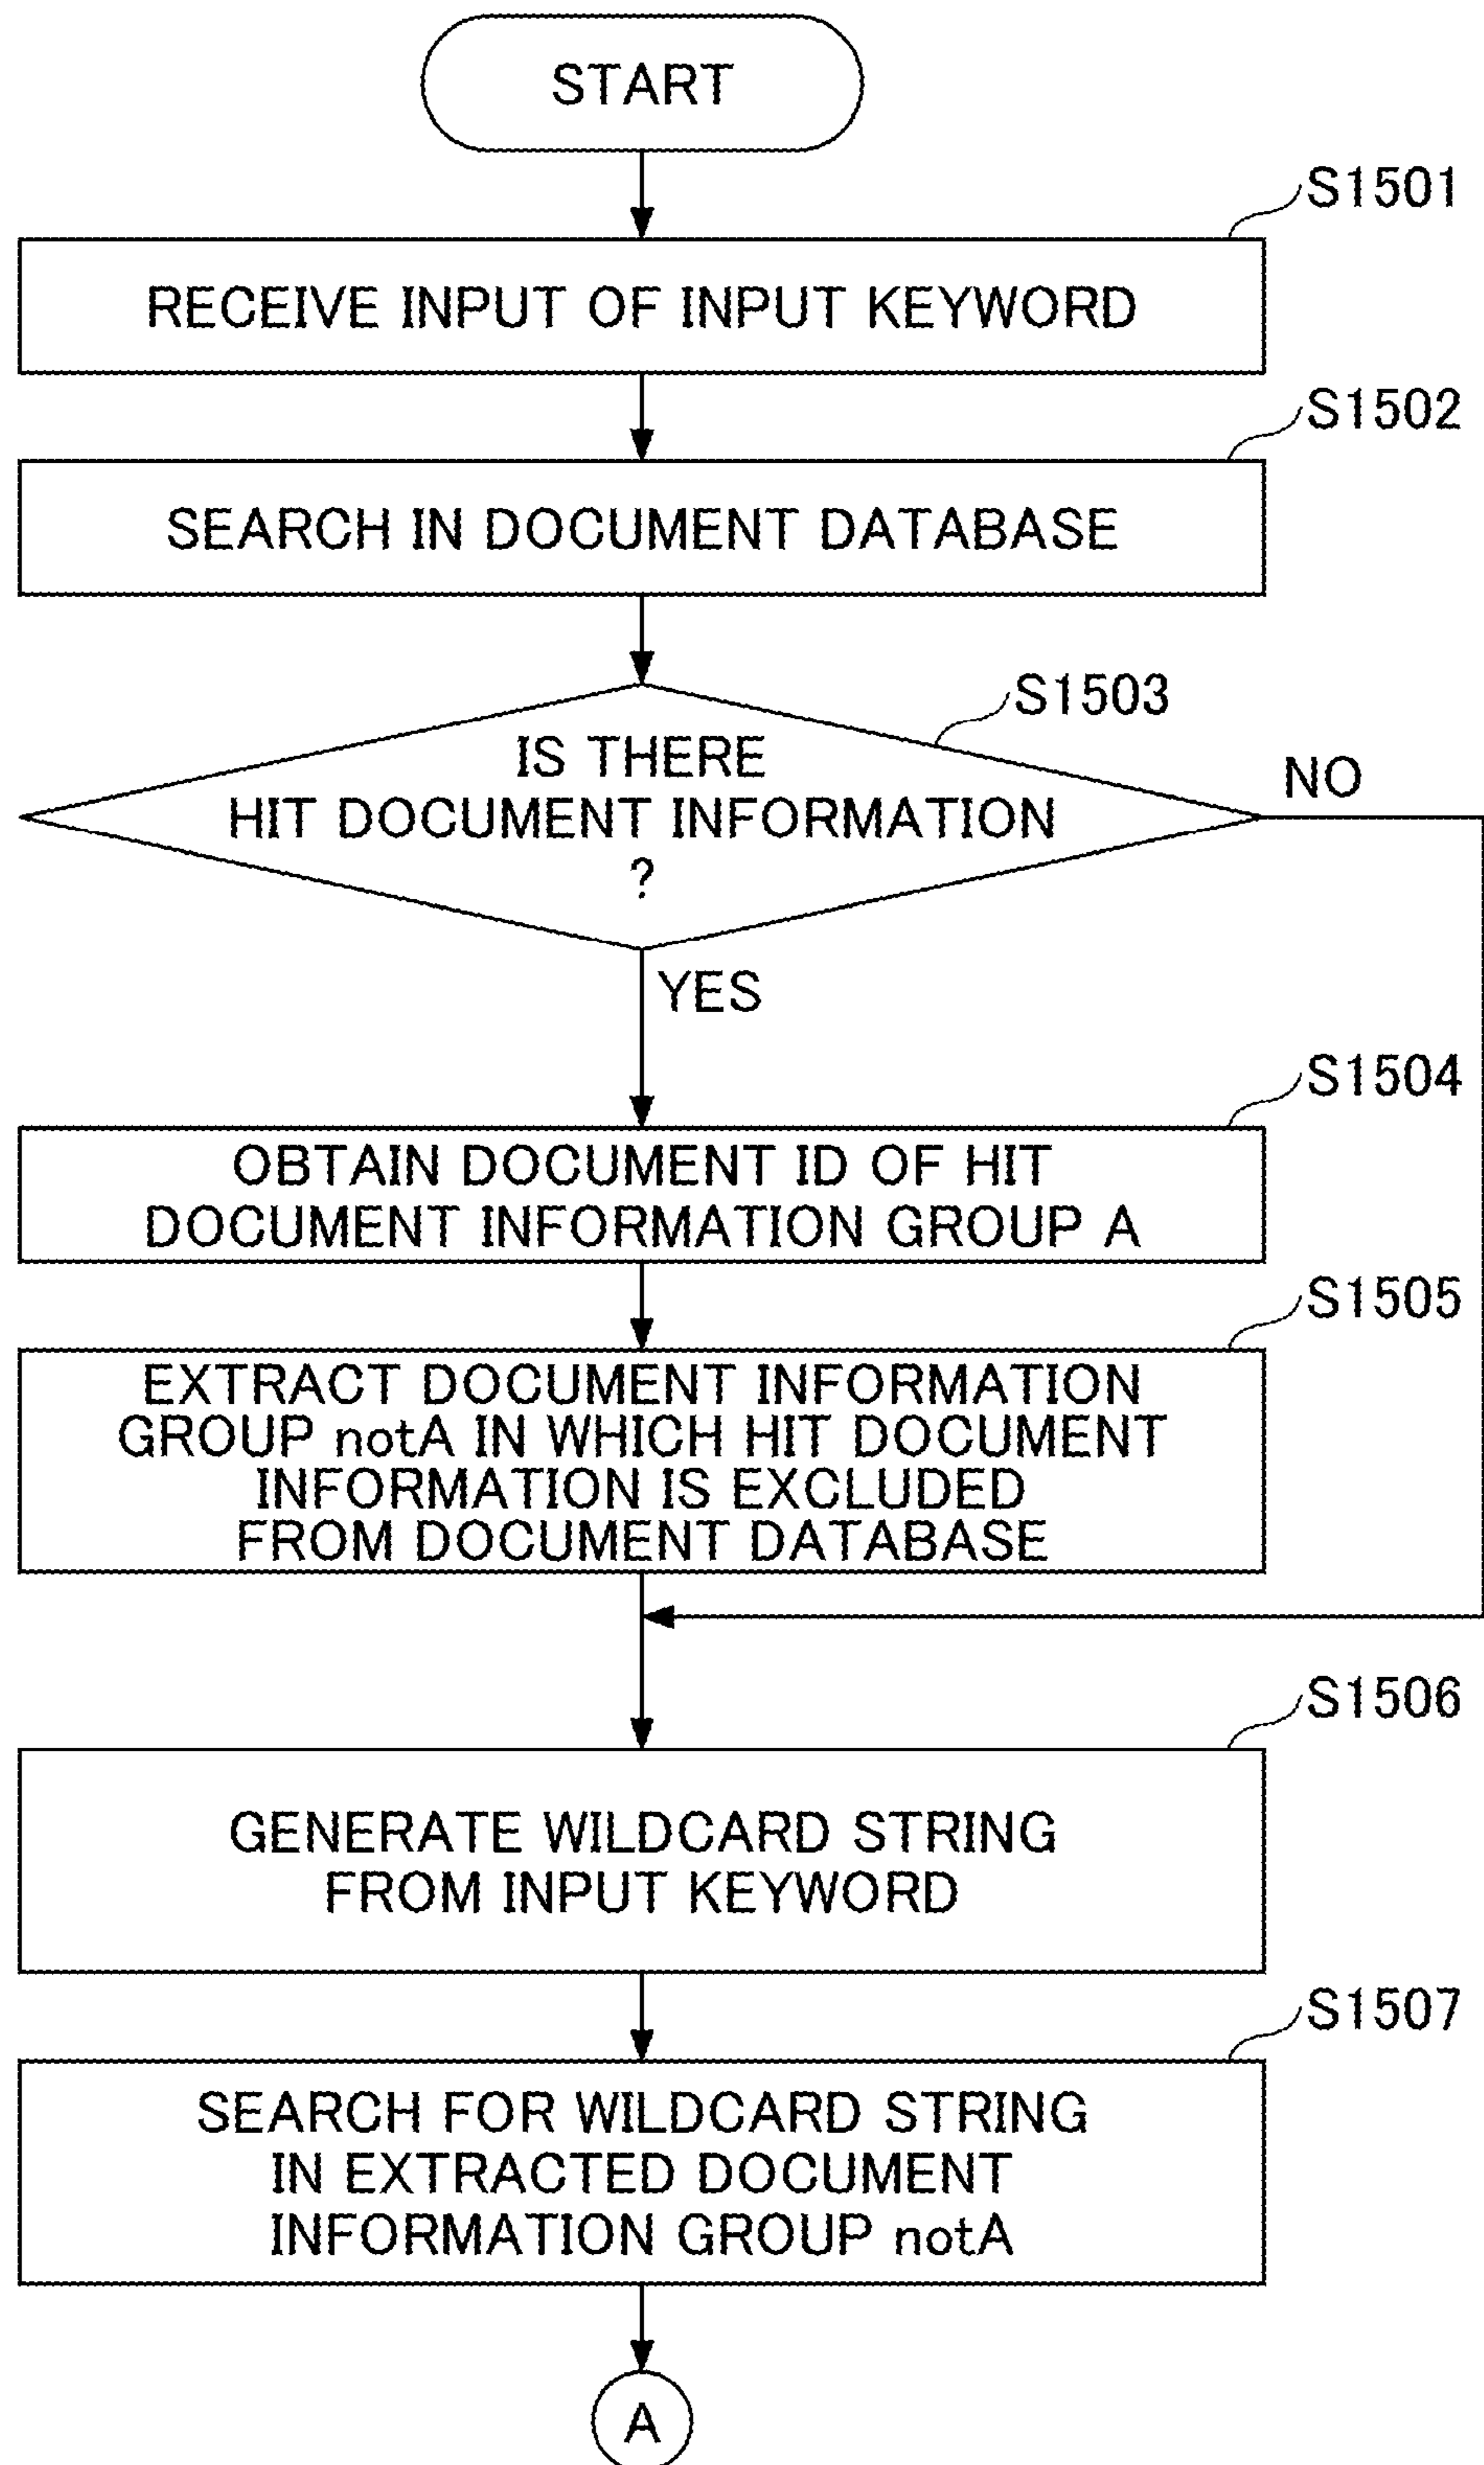 START
S1501
RECEIVE INPUT OF INPUT KEYWORD
S1502
SEARCH IN DOCUMENT DATABASE
S1503
IS THERE
HIT DOCUMENT INFORMATION
?
NO
YES
S1504
OBTAIN DOCUMENT ID OF HIT
DOCUMENT INFORMATION GROUP A
S1505
EXTRACT DOCUMENT INFORMATION
GROUP notA IN WHICH HIT DOCUMENT
INFORMATION IS EXCLUDED
FROM DOCUMENT DATABASE
S1506
GENERATE WILDCARD STRING
FROM INPUT KEYWORD
S1507
SEARCH FOR WILDCARD STRING
IN EXTRACTED DOCUMENT
INFORMATION GROUP notA
A